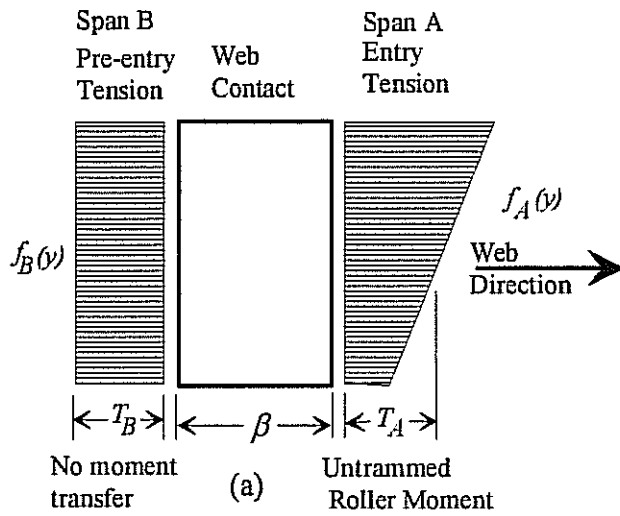 Span B
Pre-entry
Tension
Web
Contact
Span A
Entry
Tension
f_B(y)
f_A(y)
Web
Direction
T_B
β
T_A
No moment
transfer
(a)
Untrammed
Roller Moment